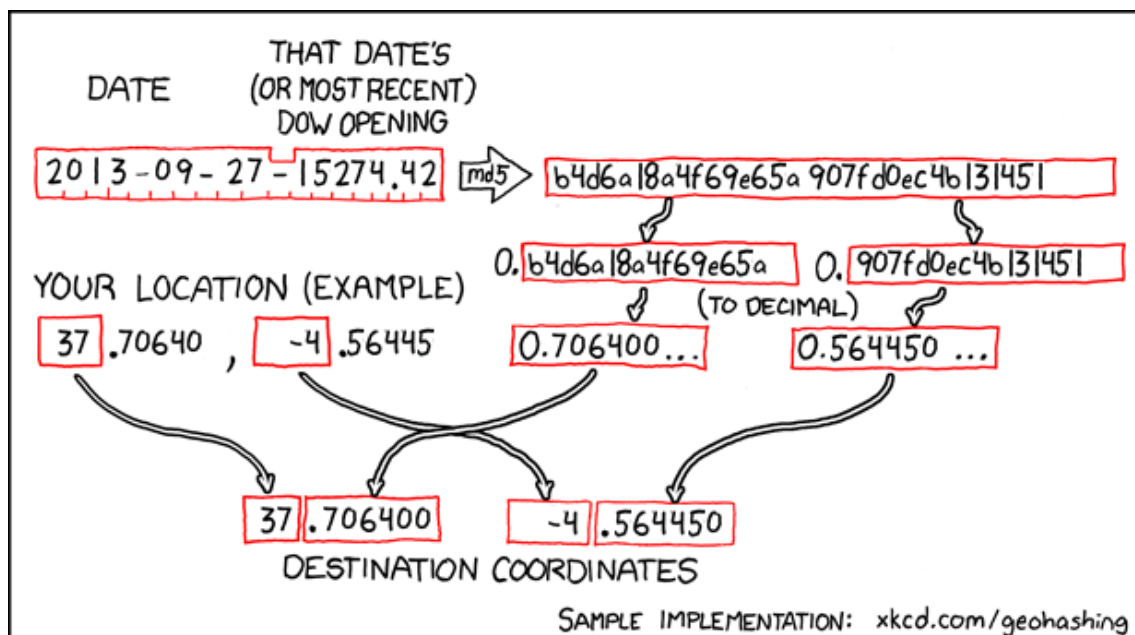 DATE
THAT DATE'S
(OR MOST RECENT)
DOW OPENING
2013-09-27-15274.42
md5
b4d6a18a4f69e65a907fd0ec4b131451
0.b4d6a18a4f69e65a
0.907fd0ec4b131451
YOUR LOCATION (EXAMPLE)
(TO DECIMAL)
37.70640, -4.56445
0.706400...
0.564450...
37.706400
-4.564450
DESTINATION COORDINATES
SAMPLE IMPLEMENTATION: xkcd.com/geohashing